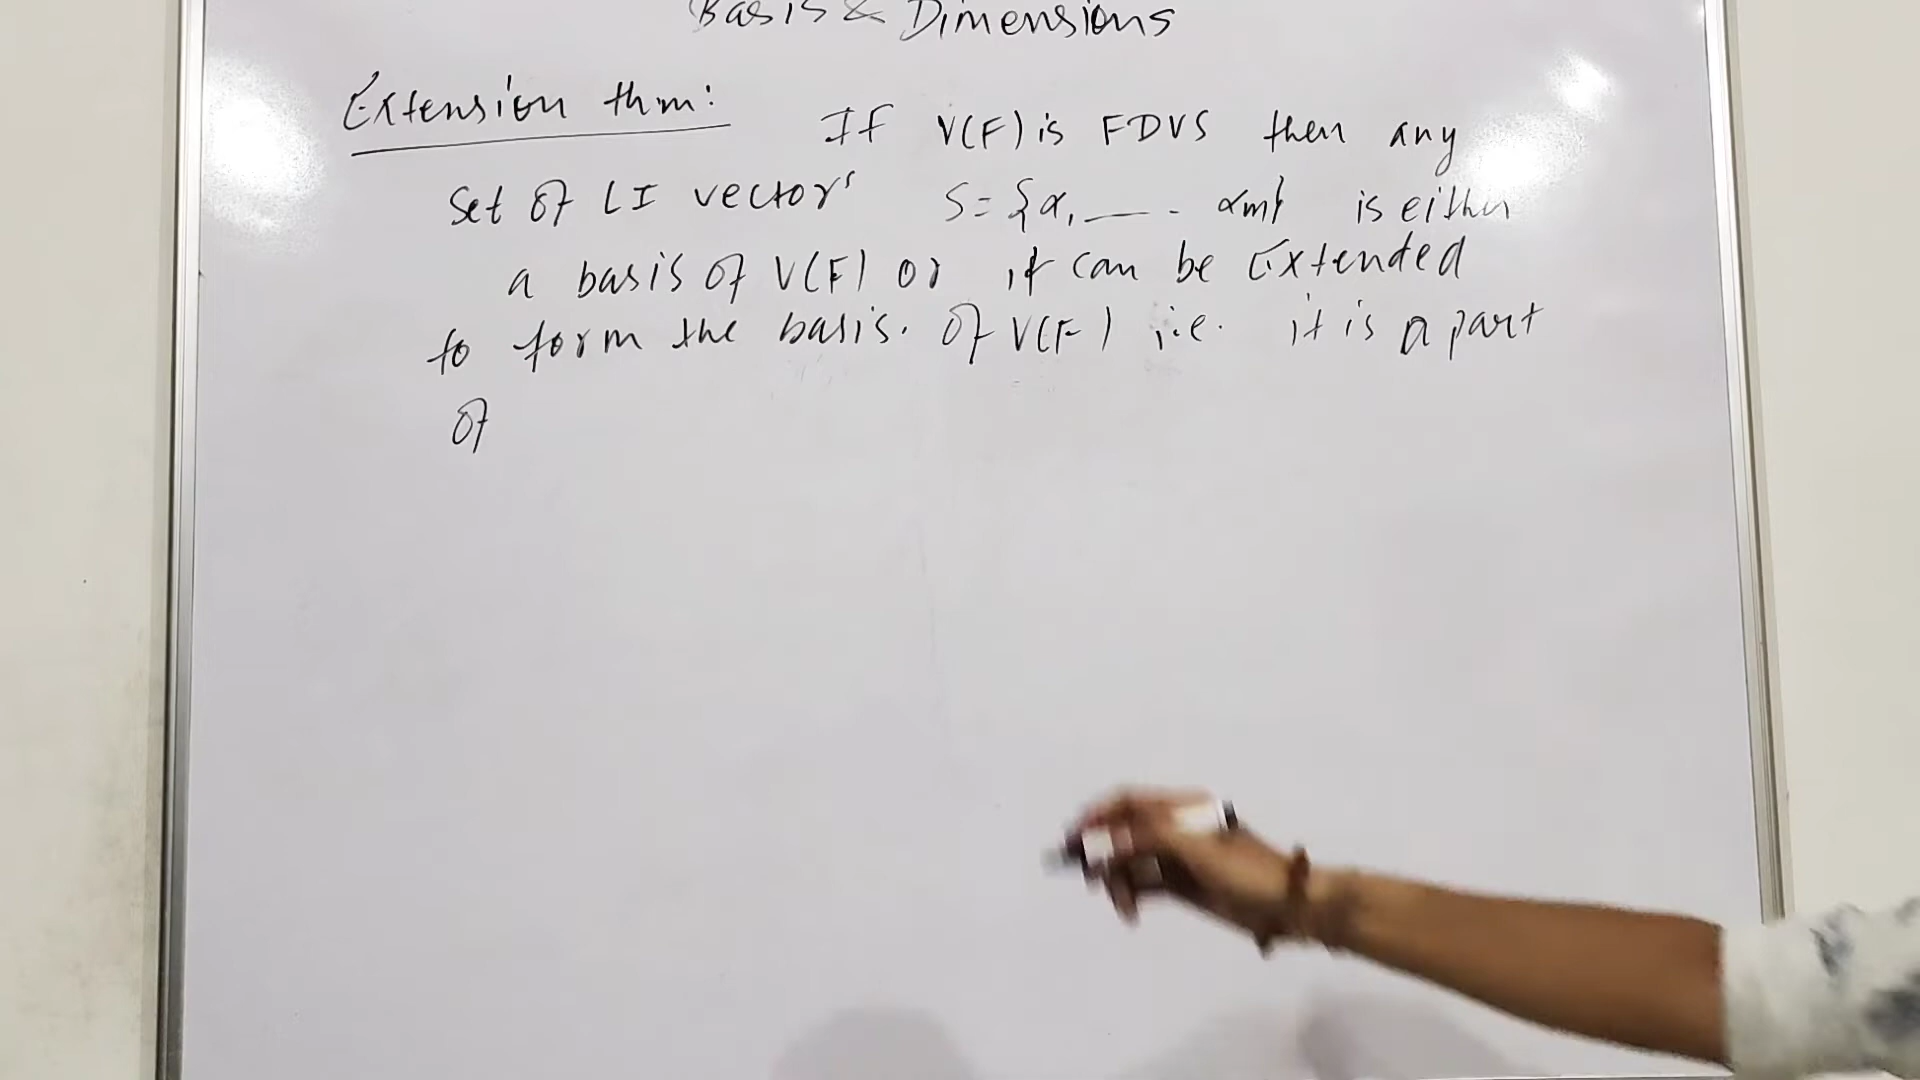 Basis & Dimensions
Extension thm: If V(F) is FDVS then any
set of LI vectors S = {α, ___ - αm} is either
a basis of V(F) or it can be Extended
to form the basis. of V(F) i.e. it is a part
of